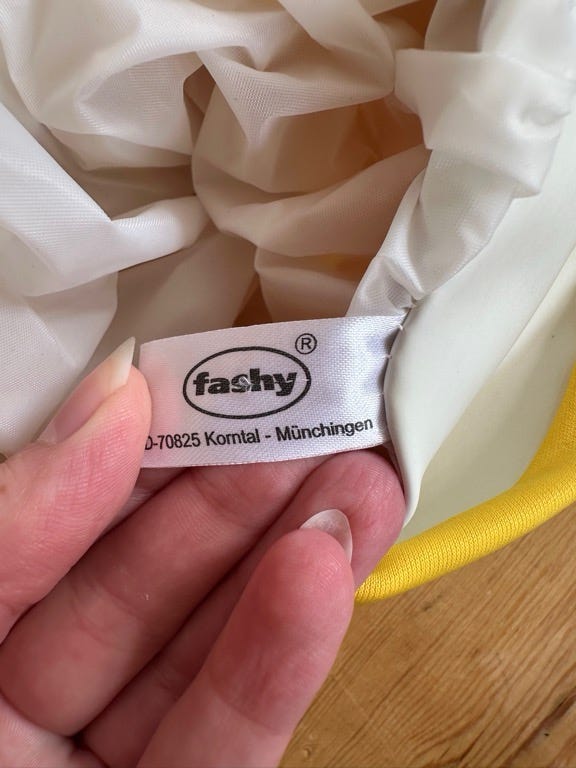 fashy®
D-70825 Korntal - Münchingen